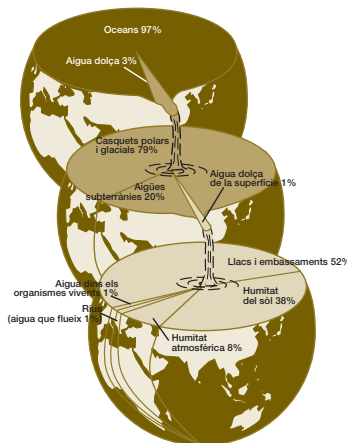 Oceans 97%
Aigua dolça 3%
Casquets polars
i glacials 79%
Aigües
subterrànies 20%
Aigua dolça
de la superfície 1%
Llacs i embassaments 52%
Aigua dins els
organismes vivents 1%
Humitat
del sòl 38%
Rius
(aigua que flueix 1%)
Humitat
atmosfèrica 8%